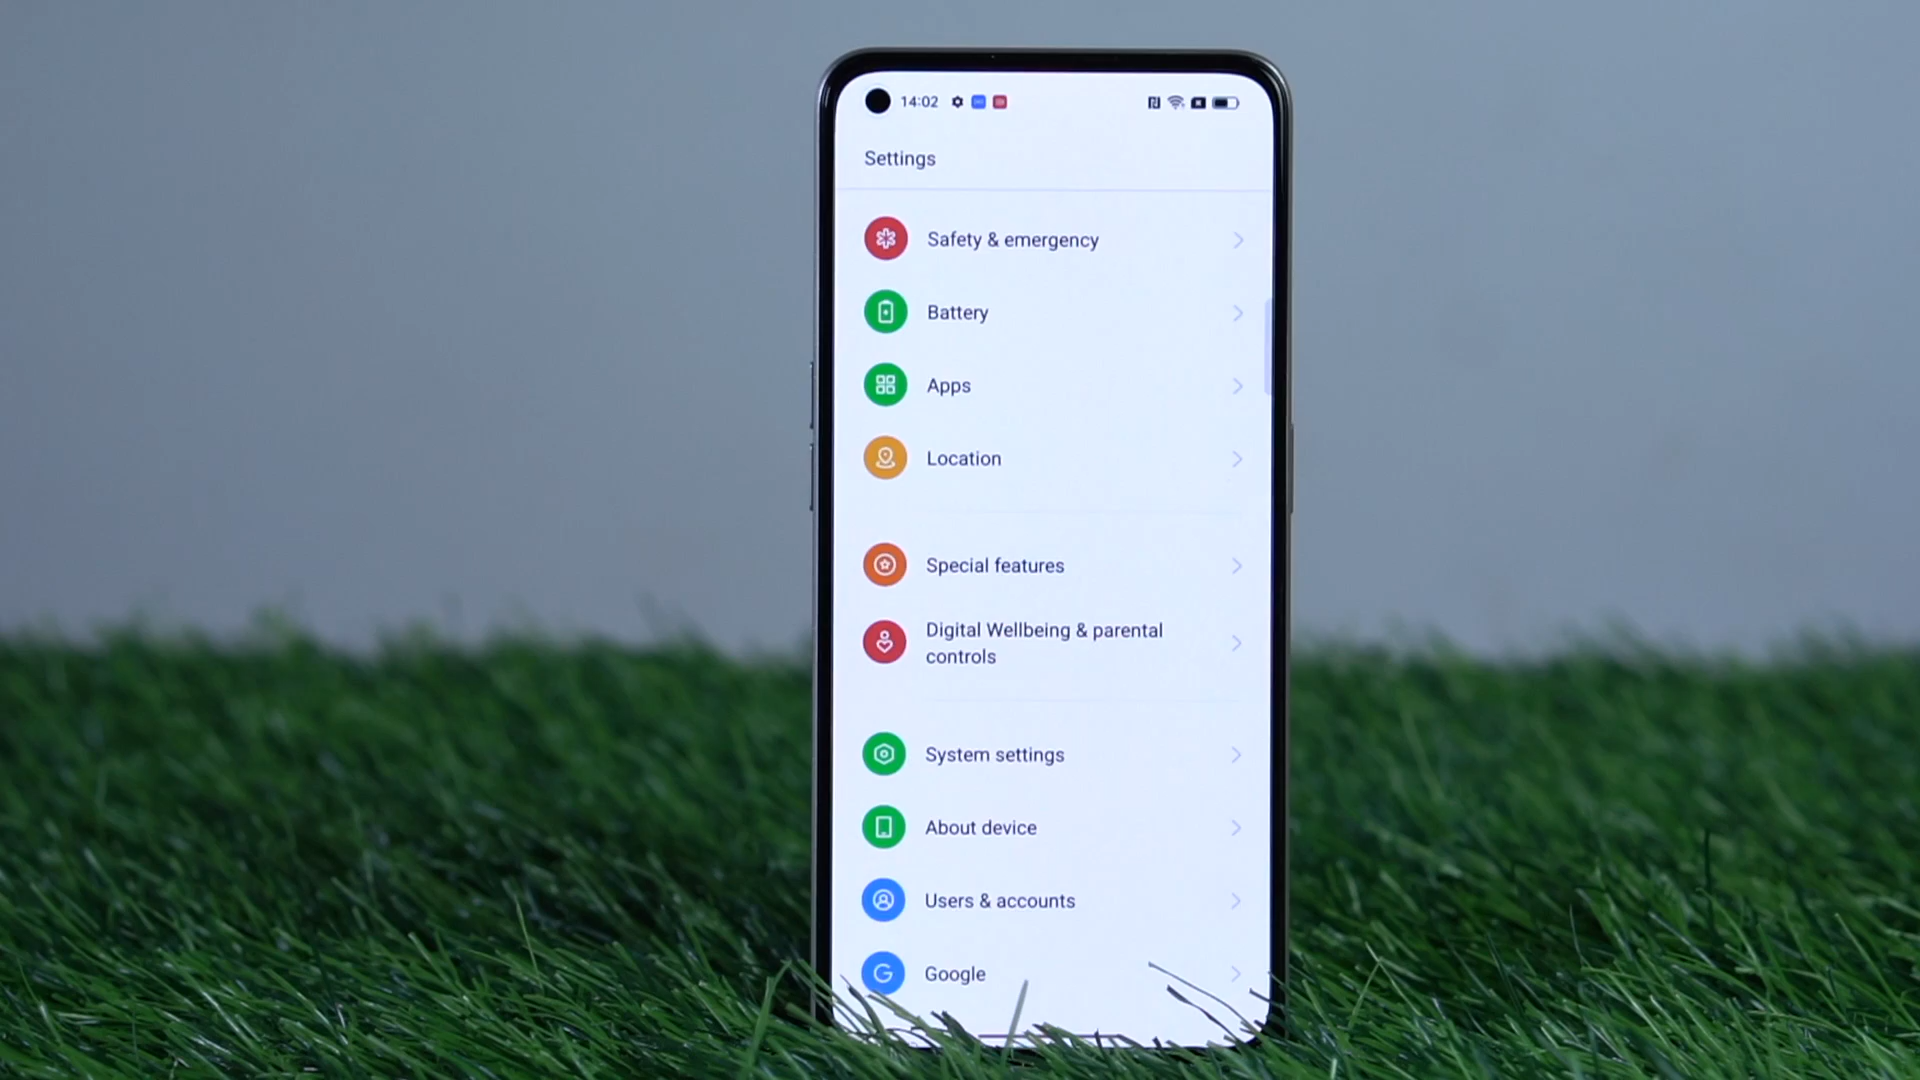 14:02
Settings
Safety & emergency
Battery
Apps
Location
Special features
Digital Wellbeing & parental
controls
System settings
About device
Users & accounts
Google